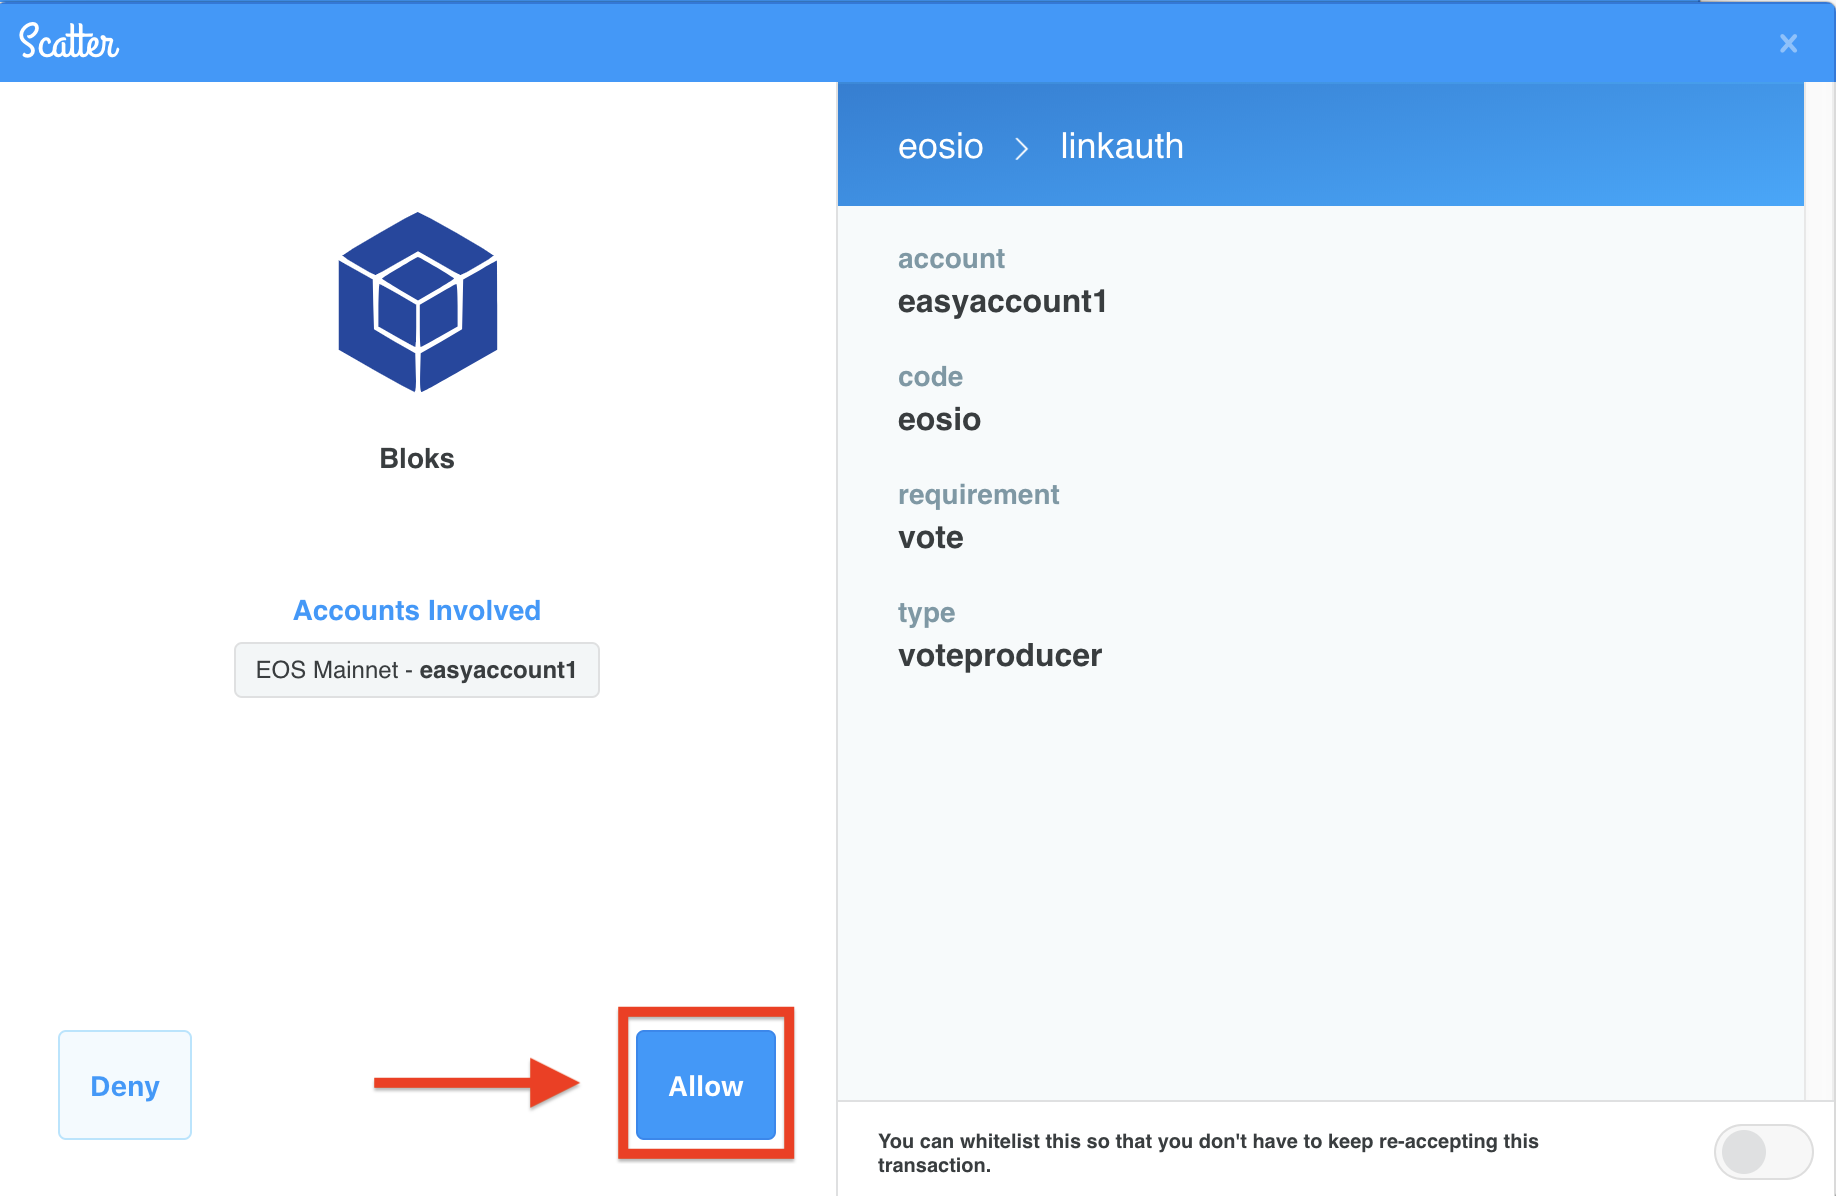 Scatter
eosio > linkauth
account
easyaccount1
code
eosio
requirement
vote
type
voteproducer
Bloks
Accounts Involved
EOS Mainnet - easyaccount1
Deny
Allow
You can whitelist this so that you don't have to keep re-accepting this
transaction.